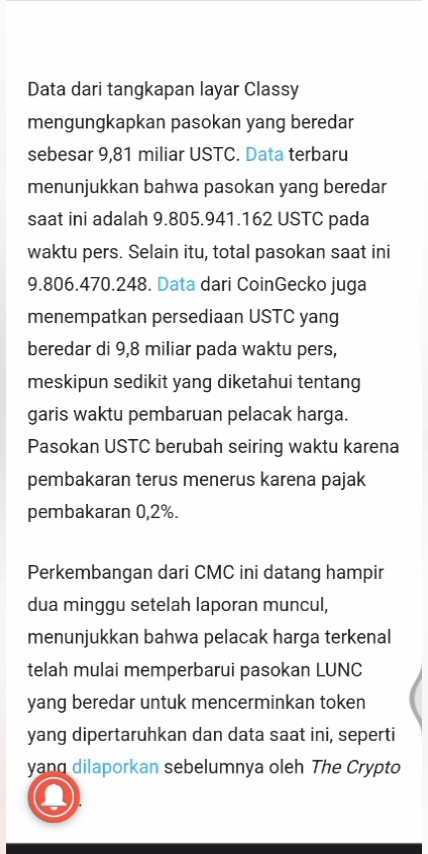 Data dari tangkapan layar Classy
mengungkapkan pasokan yang beredar
sebesar 9,81 miliar USTC. Data terbaru
menunjukkan bahwa pasokan yang beredar
saat ini adalah 9.805.941.162 USTC pada
waktu pers. Selain itu, total pasokan saat ini
9.806.470.248. Data dari CoinGecko juga
menempatkan persediaan USTC yang
beredar di 9,8 miliar pada waktu pers,
meskipun sedikit yang diketahui tentang
garis waktu pembaruan pelacak harga.
Pasokan USTC berubah seiring waktu karena
pembakaran terus menerus karena pajak
pembakaran 0,2%.
Perkembangan dari CMC ini datang hampir
dua minggu setelah laporan muncul,
menunjukkan bahwa pelacak harga terkenal
telah mulai memperbarui pasokan LUNC
yang beredar untuk mencerminkan token
yang dipertaruhkan dan data saat ini, seperti
yang dilaporkan sebelumnya oleh The Crypto
.